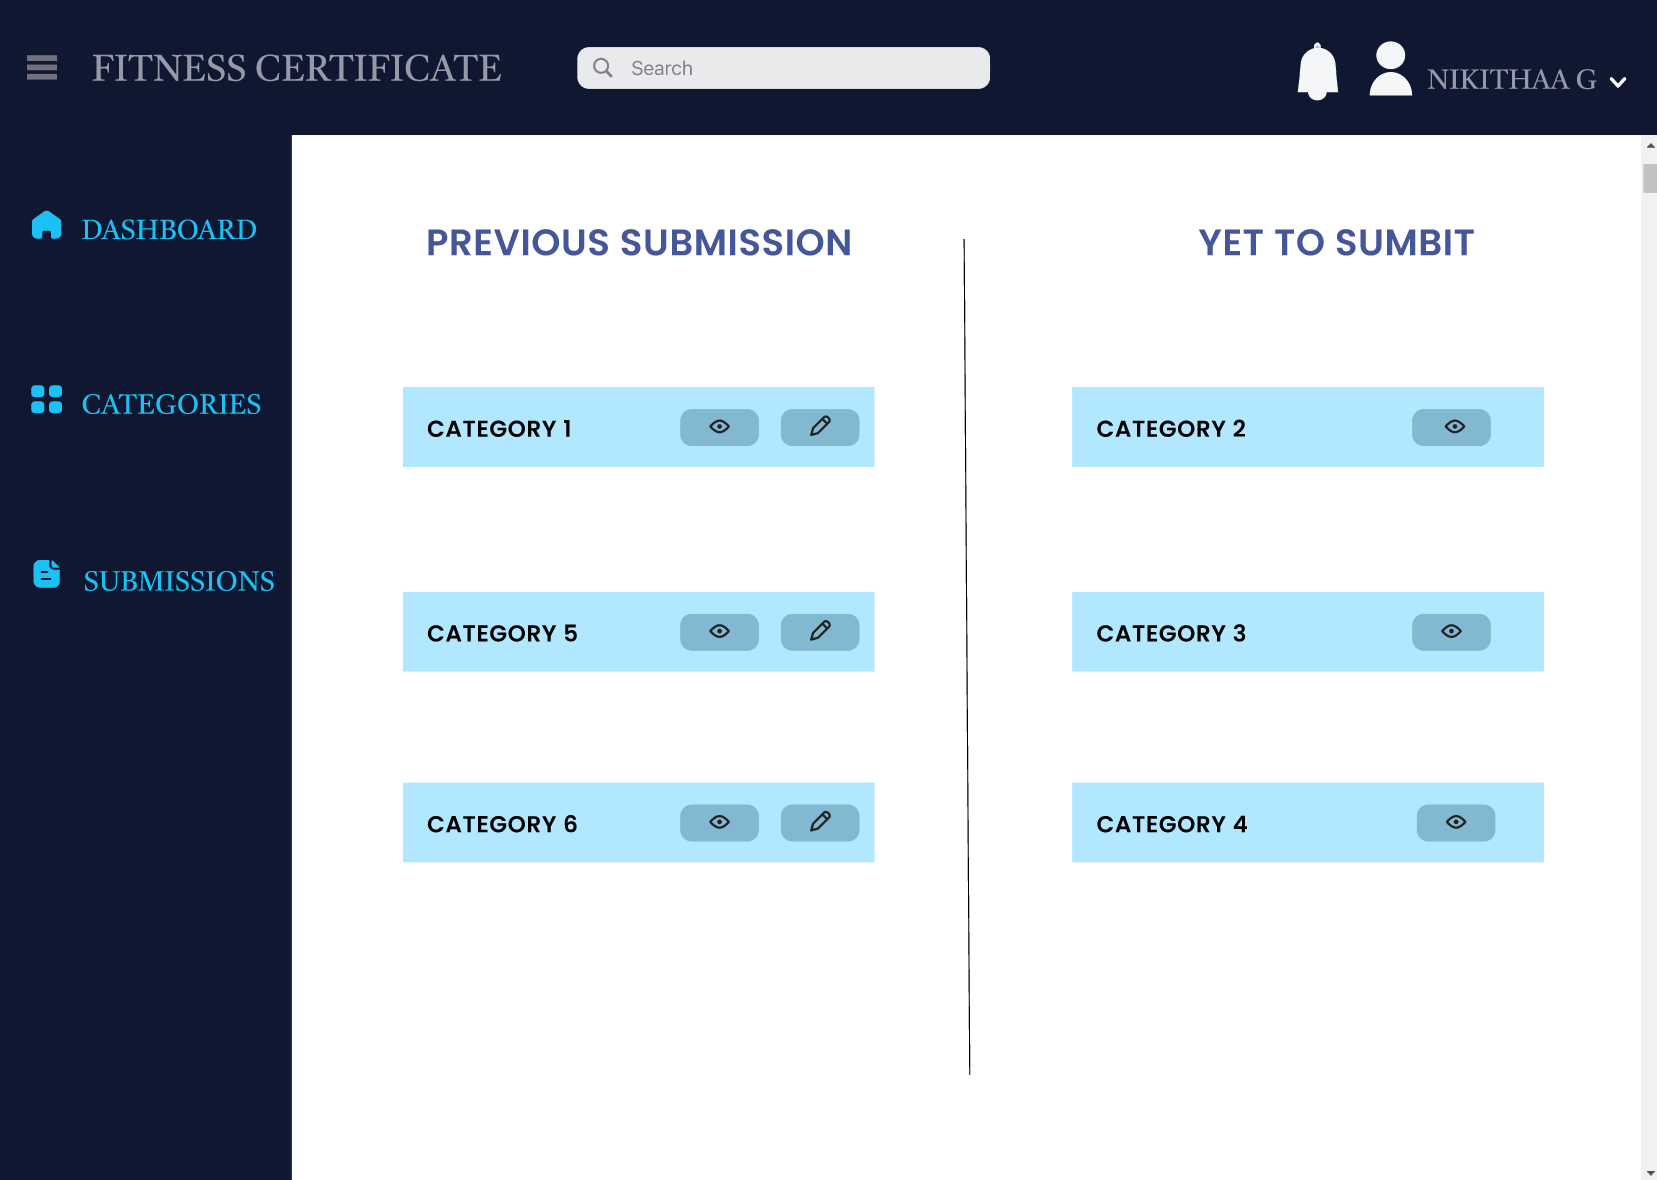 FITNESS CERTIFICATE
Search
NIKITHAA G
DASHBOARD
CATEGORIES
SUBMISSIONS
PREVIOUS SUBMISSION
CATEGORY 1
CATEGORY 5
CATEGORY 6
YET TO SUMBIT
CATEGORY 2
CATEGORY 3
CATEGORY 4